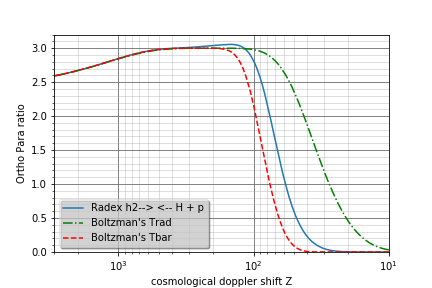 3.0
2.5
2.0
1.5
1.0
0.5
0.0
Ortho Para ratio
Radex h2--> <-- H + p
Boltzman's Trad
Boltzman's Tbar
10³ 10² 10¹
cosmological doppler shift Z